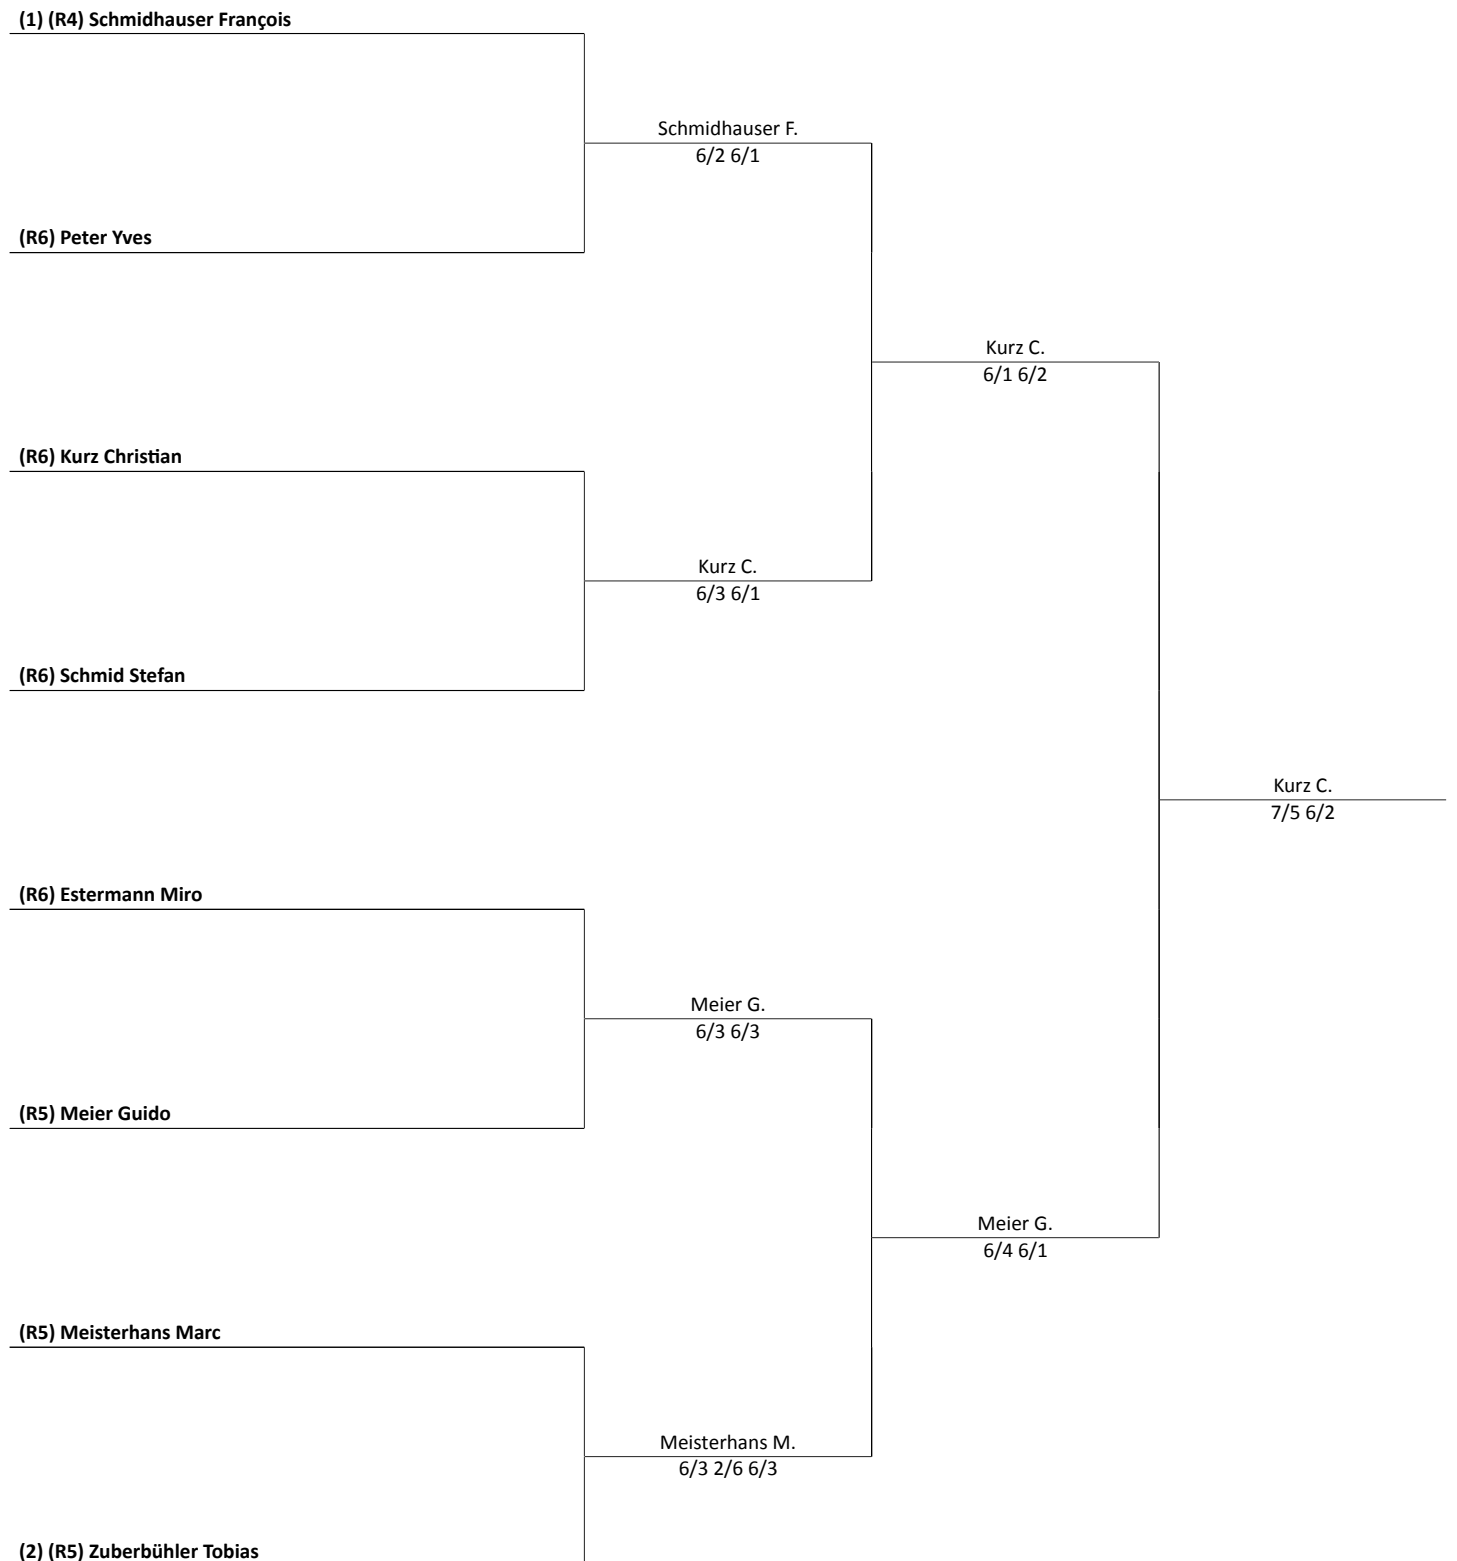 (1) (R4) Schmidhauser François
Schmidhauser F.
6/2 6/1
(R6) Peter Yves
Kurz C.
6/1 6/2
(R6) Kurz Christian
Kurz C.
6/3 6/1
(R6) Schmid Stefan
Kurz C.
7/5 6/2
(R6) Estermann Miro
Meier G.
6/3 6/3
(R5) Meier Guido
Meier G.
6/4 6/1
(R5) Meisterhans Marc
Meisterhans M.
6/3 2/6 6/3
(2) (R5) Zuberbühler Tobias